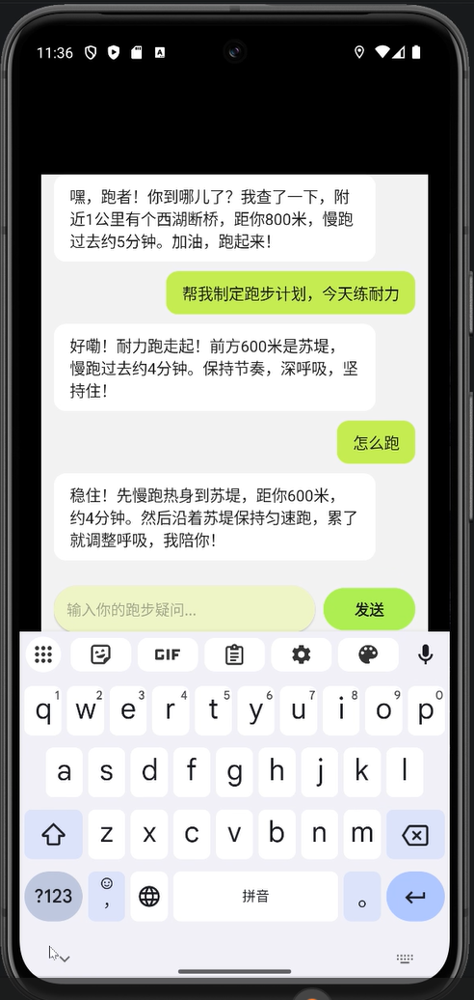 11:36
嘿，跑者！你到哪儿了？我查了一下，附
近1公里有个西湖断桥，距你800米，慢跑
过去约5分钟。加油，跑起来！
帮我制定跑步计划，今天练耐力
好嘞！耐力跑走起！前方600米是苏堤，
慢跑过去约4分钟。保持节奏，深呼吸，坚
持住！
怎么跑
稳住！先慢跑热身到苏堤，距你600米，
约4分钟。然后沿着苏堤保持匀速跑，累了
就调整呼吸，我陪你！
输入你的跑步疑问...
发送
GIF
q1 w2 e3 r4 t5 y6 u7 i8 o9 p0
a s d f g h j k l
z x c v b n m
?123 ， 拼音 。